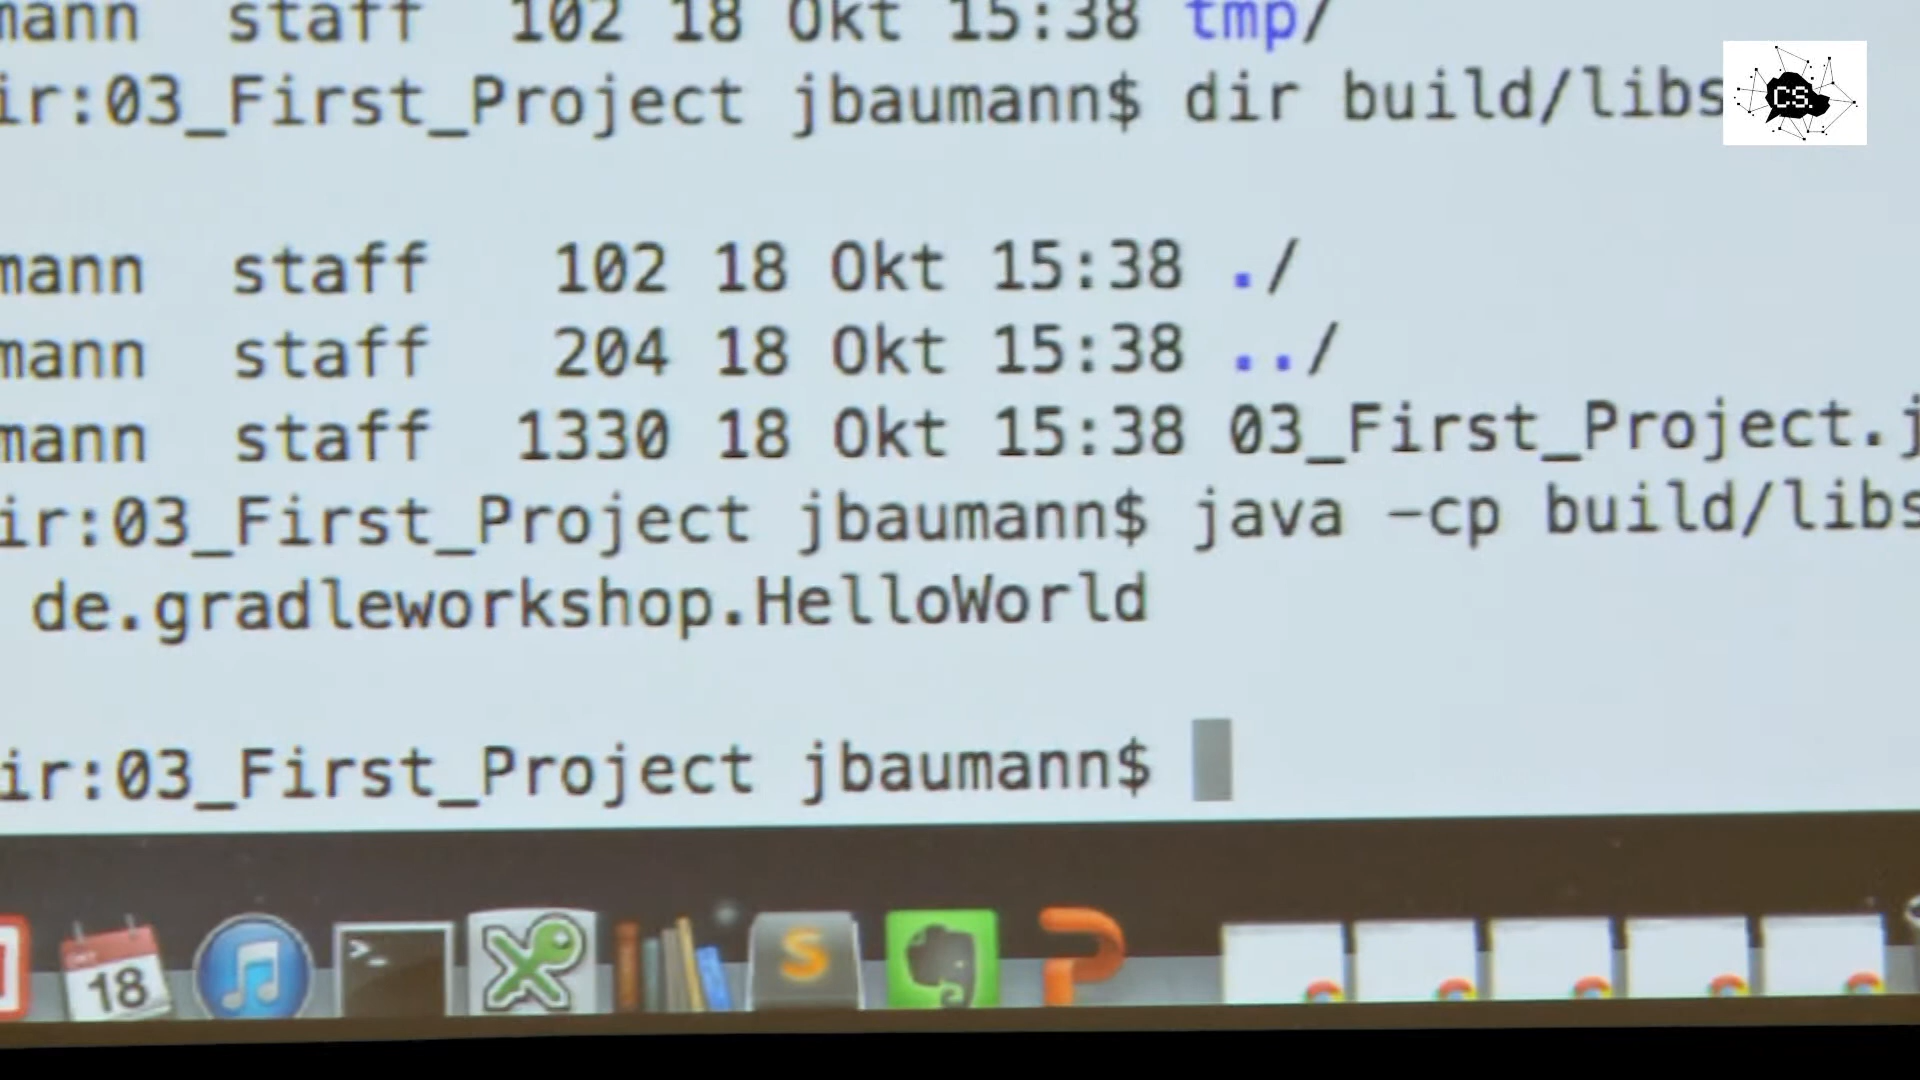 mann staff 102 18 Okt 15:38 tmp/
ir:03_First_Project jbaumann$ dir build/libs
CS.
mann staff 102 18 Okt 15:38 ./
mann staff 204 18 Okt 15:38 ../
mann staff 1330 18 Okt 15:38 03_First_Project.j
ir:03_First_Project jbaumann$ java -cp build/libs
de.gradleworkshop.HelloWorld
ir:03_First_Project jbaumann$
18
>_
S